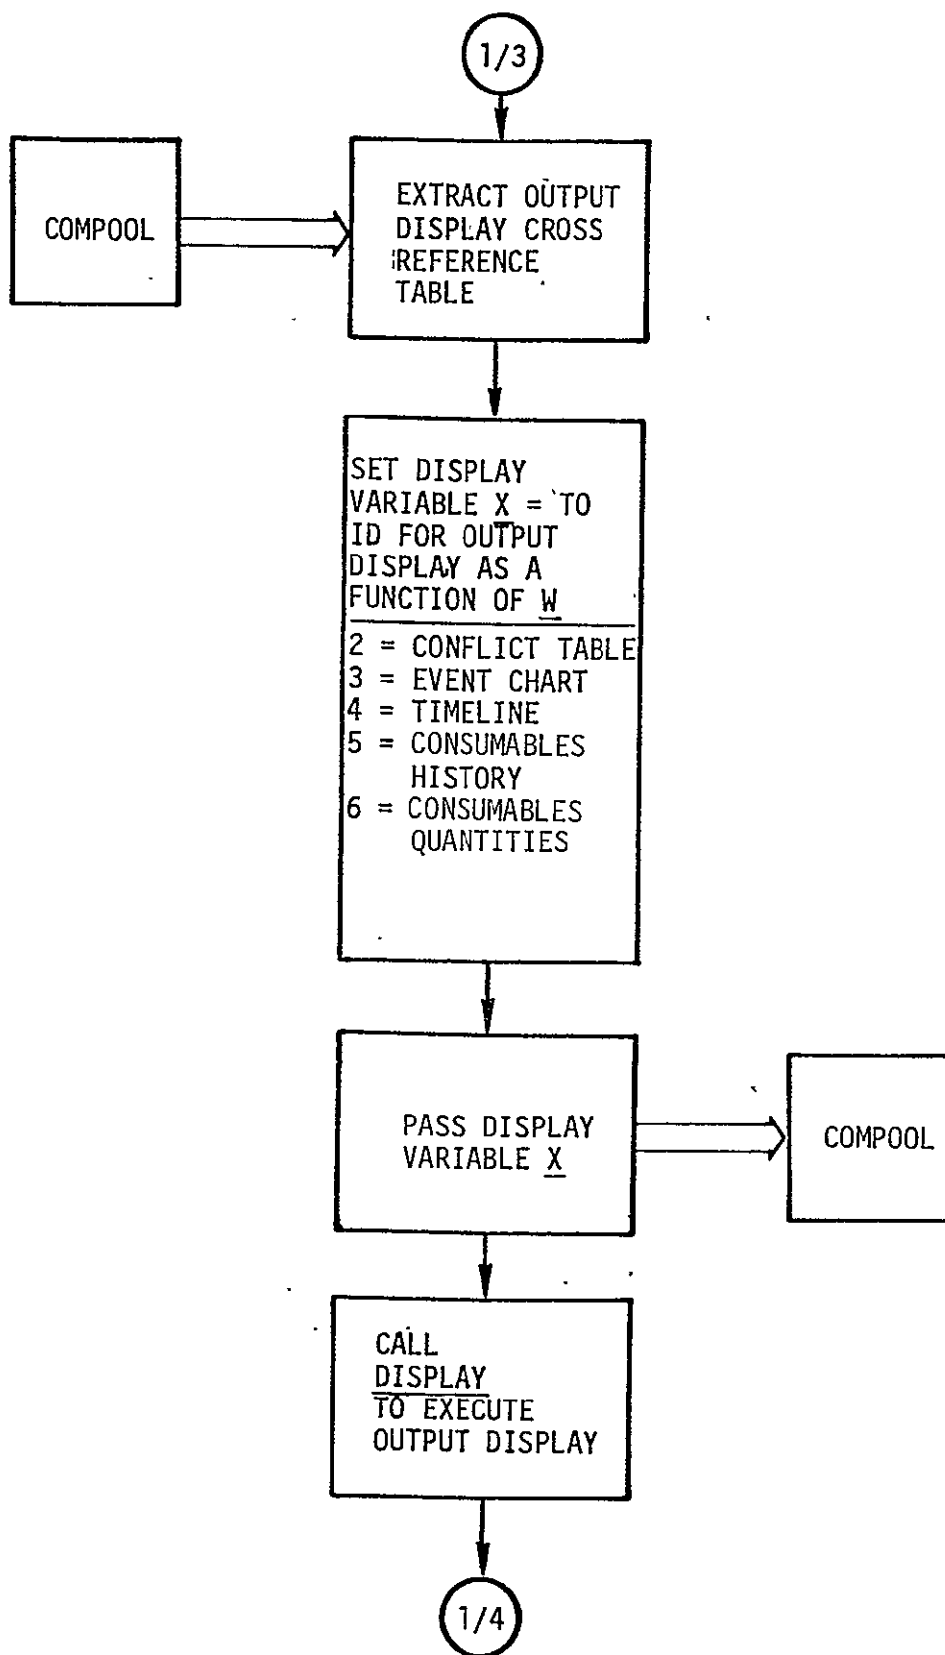 1/3
COMPOOL
EXTRACT OUTPUT
DISPLAY CROSS
REFERENCE
TABLE
SET DISPLAY
VARIABLE X = TO
ID FOR OUTPUT
DISPLAY AS A
FUNCTION OF W
2 = CONFLICT TABLE
3 = EVENT CHART
4 = TIMELINE
5 = CONSUMABLES
HISTORY
6 = CONSUMABLES
QUANTITIES
PASS DISPLAY
VARIABLE X
COMPOOL
CALL
DISPLAY
TO EXECUTE
OUTPUT DISPLAY
1/4